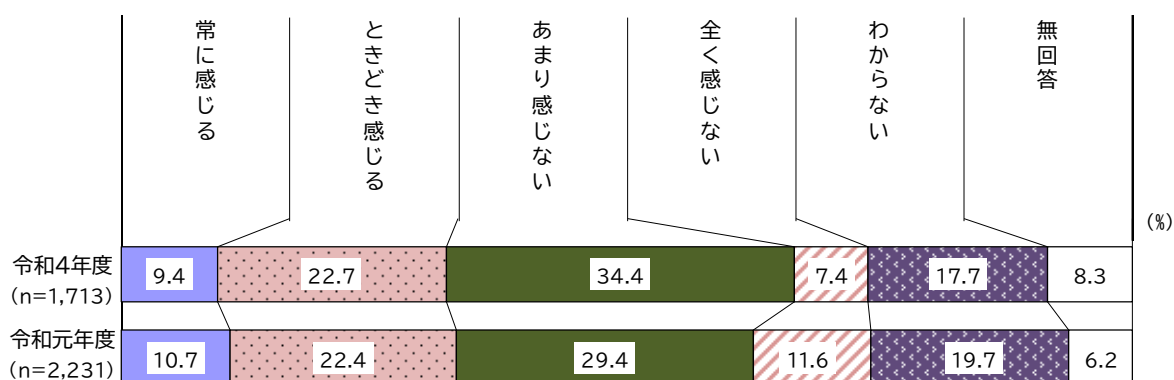 常に感じる
ときどき感じる
あまり感じない
全く感じない
わからない
無回答
(%)
令和4年度
(n=1,713)
9.4
22.7
34.4
7.4
17.7
8.3
令和元年度
(n=2,231)
10.7
22.4
29.4
11.6
19.7
6.2